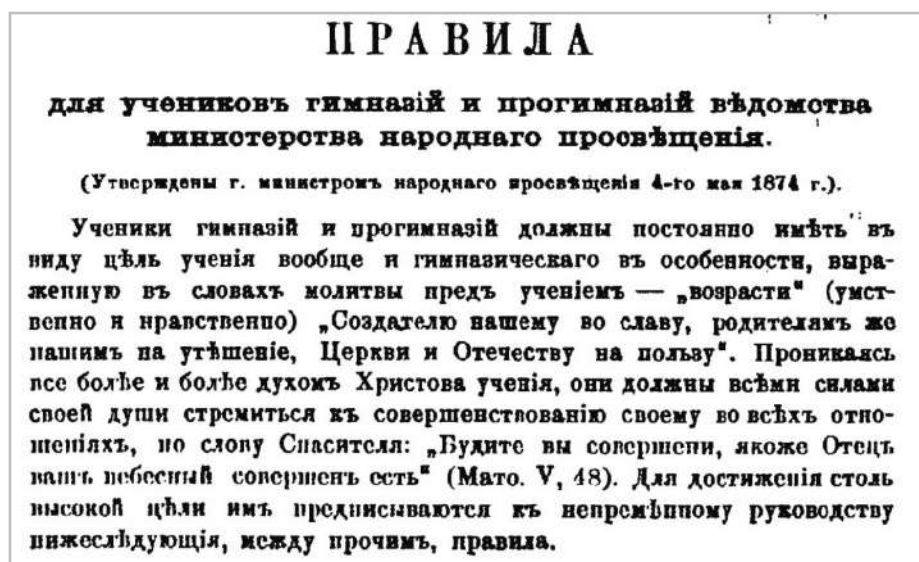 ПРАВИЛА
для учениковъ гимназій и прогимназій вѣдомства
министерства народнаго просвѣщенія.
(Утверждены г. министромъ народнаго просвѣщенія 4-го мая 1874 г.).
Ученики гимназій и прогимназій должны постоянно имѣть въ
виду цѣль ученія вообще и гимназическаго въ особенности, выра-
женную въ словахъ молитвы предъ ученіемъ — „возрасти“ (умст-
венно и нравственно) „Создателю нашему во славу, родителямъ же
нашимъ на утѣшеніе, Церкви и Отечеству на пользу“. Проникаясь
все болѣе и болѣе духомъ Христова ученія, они должны всѣми силами
своей души стремиться къ совершенствованію своему во всѣхъ отно-
шеніяхъ, по слову Спасителя: „Будите вы совершени, якоже Отецъ
вашъ небесный совершенъ есть“ (Матѳ. V, 48). Для достиженія столь
высокой цѣли имъ предписываются къ непремѣнному руководству
нижеслѣдующія, между прочимъ, правила.